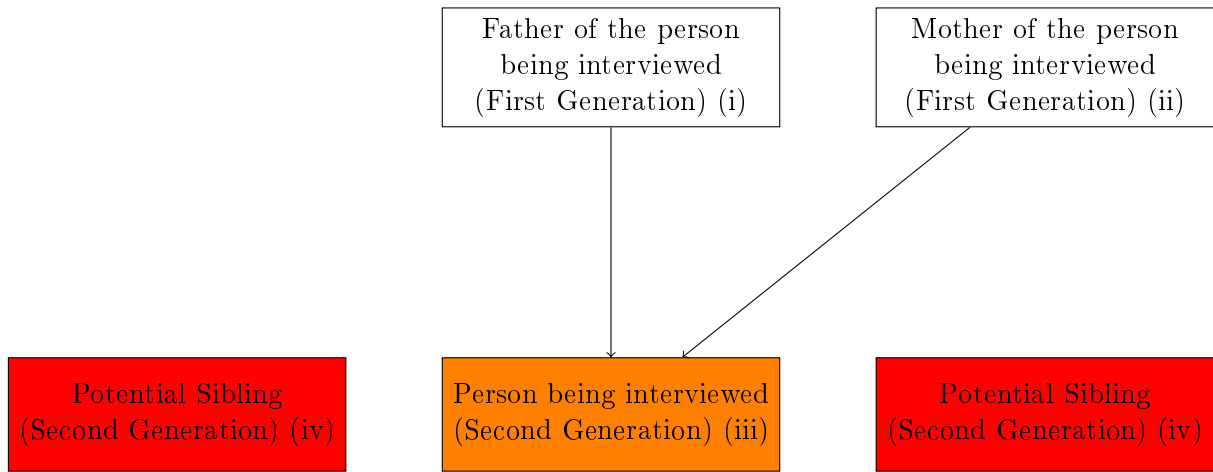 Father of the person
being interviewed
(First Generation) (i)
Mother of the person
being interviewed
(First Generation) (ii)
Potential Sibling
(Second Generation) (iv)
Person being interviewed
(Second Generation) (iii)
Potential Sibling
(Second Generation) (iv)